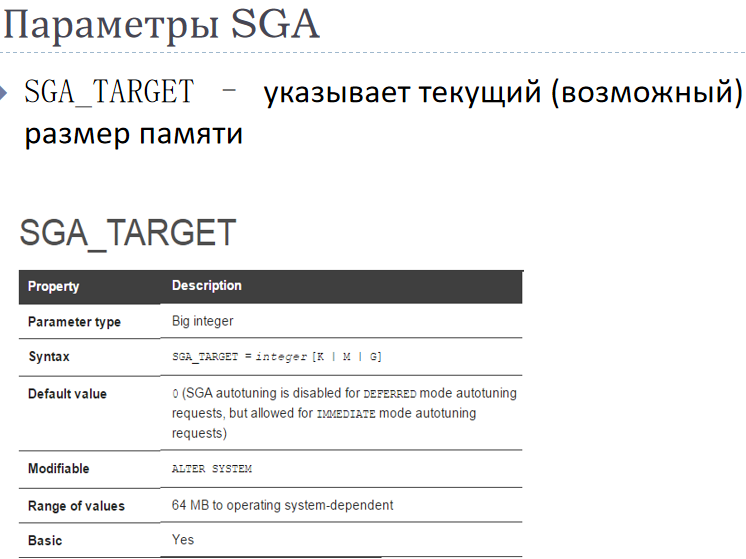 Параметры SGA
SGA_TARGET – указывает текущий (возможный)
размер памяти
SGA_TARGET
Property Description
Parameter type Big integer
Syntax SGA_TARGET = integer [K | M | G]
Default value 0 (SGA autotuning is disabled for DEFERRED mode autotuning
requests, but allowed for IMMEDIATE mode autotuning
requests)
Modifiable ALTER SYSTEM
Range of values 64 MB to operating system-dependent
Basic Yes